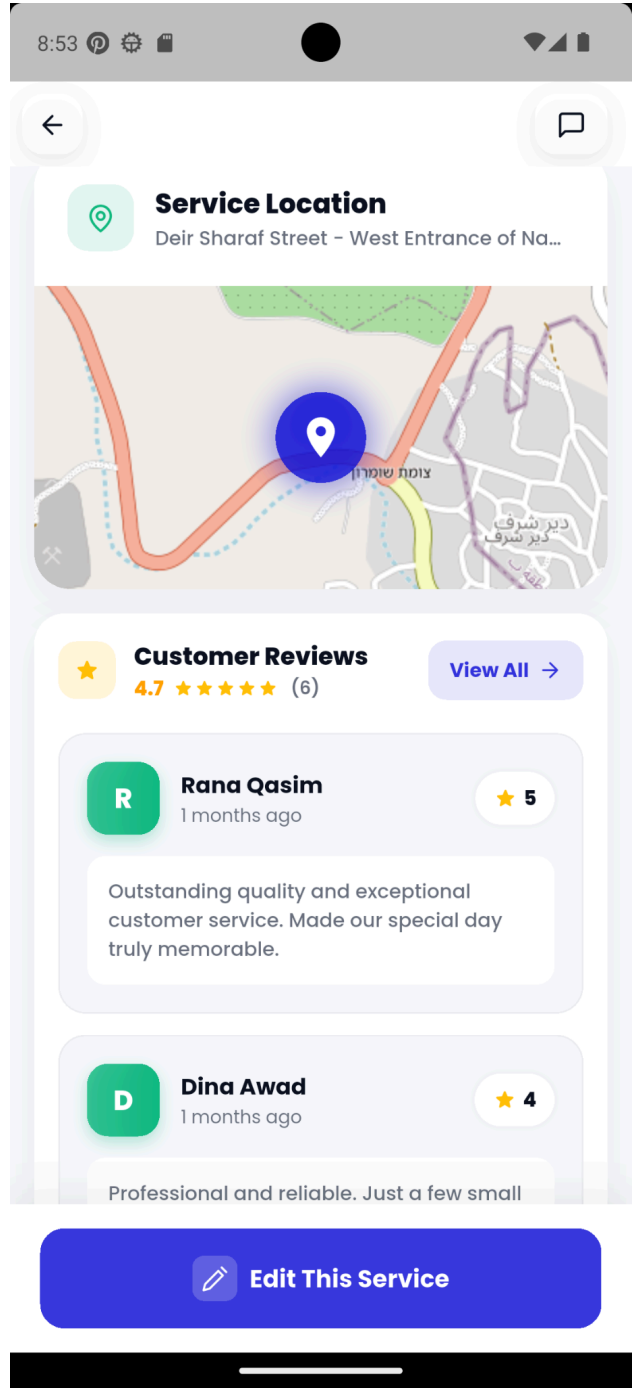 8:53
Service Location
Deir Sharaf Street - West Entrance of Na...
צומת שומרון
דיר שרף
دير شرف
Customer Reviews
4.7 (6)
View All
R
Rana Qasim
1 months ago
5
Outstanding quality and exceptional
customer service. Made our special day
truly memorable.
D
Dina Awad
1 months ago
4
Professional and reliable. Just a few small
Edit This Service